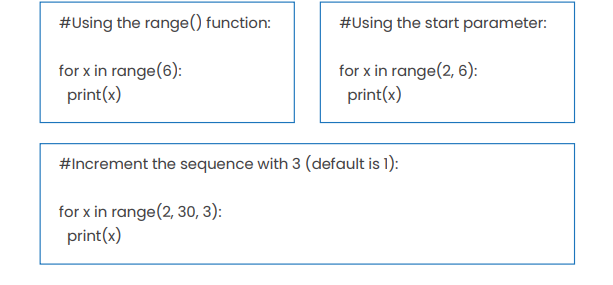 #Using the range() function:
for x in range(6):
  print(x)
#Using the start parameter:
for x in range(2, 6):
  print(x)
#Increment the sequence with 3 (default is 1):
for x in range(2, 30, 3):
  print(x)